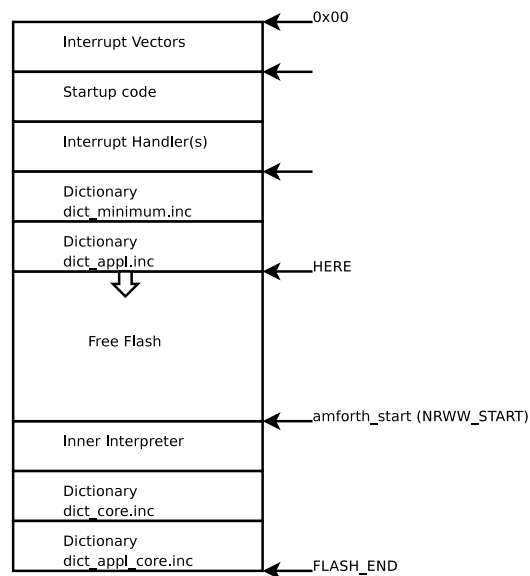 0x00
Interrupt Vectors
Startup code
Interrupt Handler(s)
Dictionary
dict_minimum.inc
Dictionary
dict_appl.inc
HERE
Free Flash
amforth_start (NRWW_START)
Inner Interpreter
Dictionary
dict_core.inc
Dictionary
dict_appl_core.inc
FLASH_END